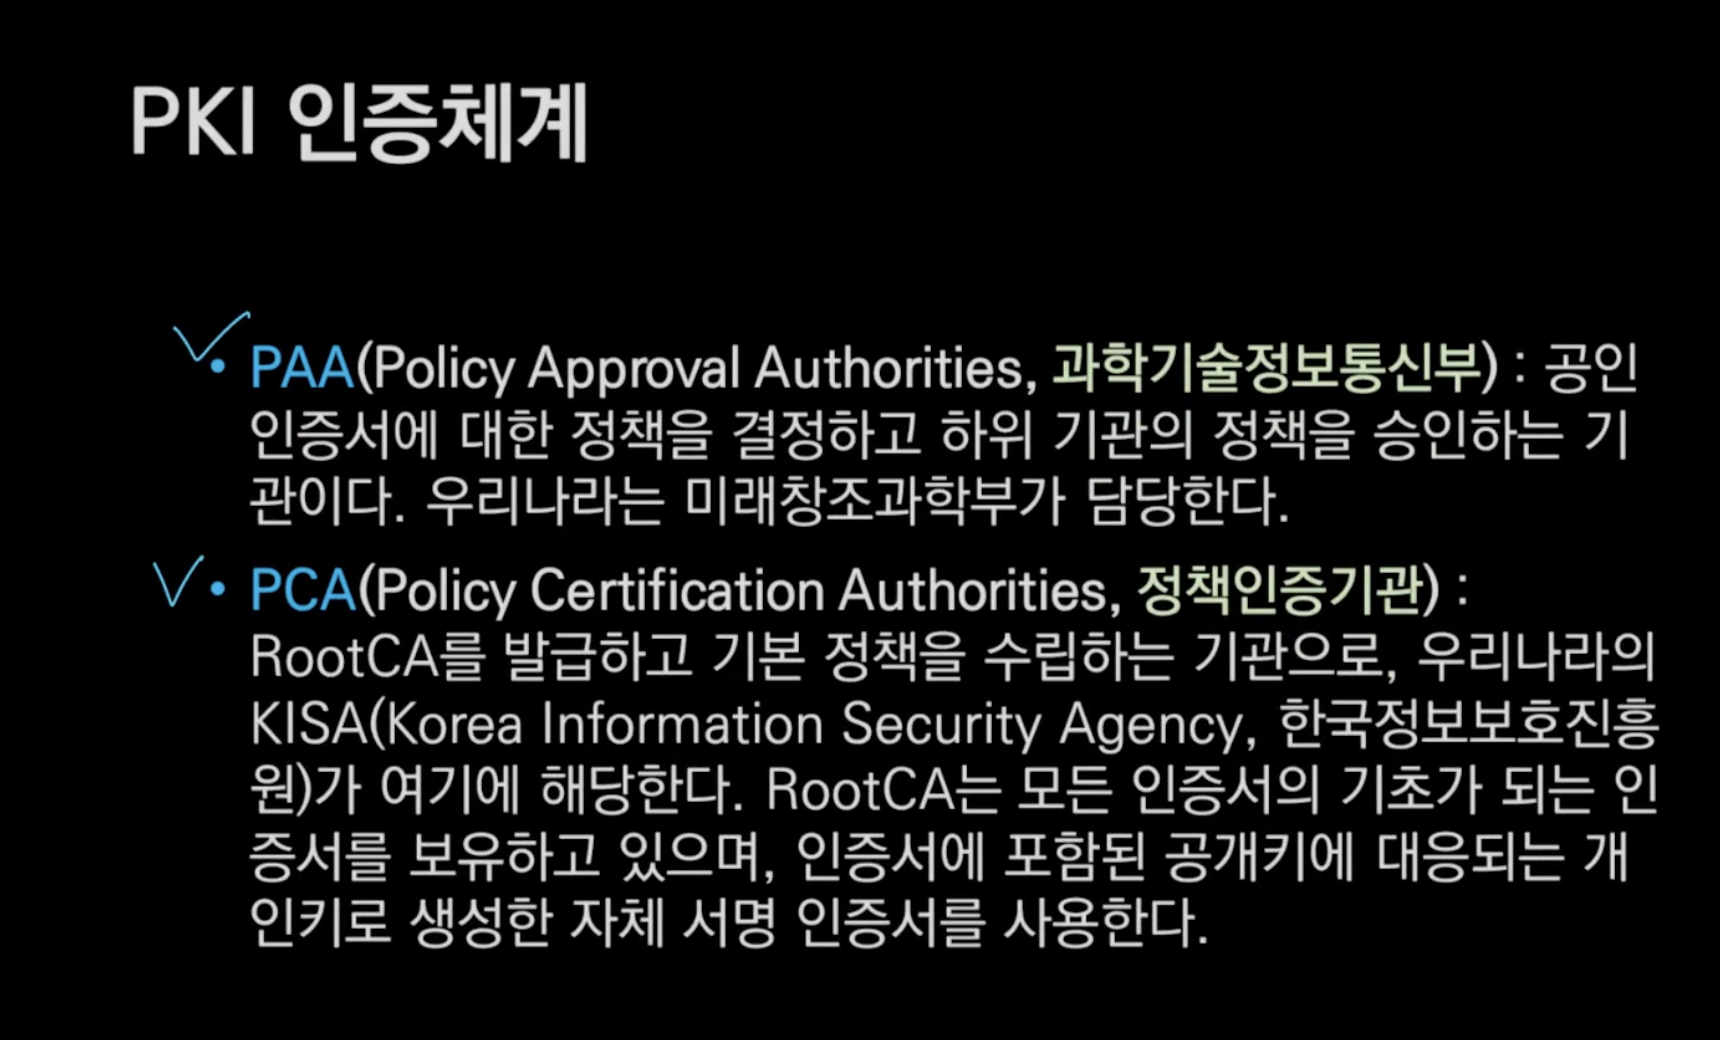 PKI 인증체계
• PAA(Policy Approval Authorities, 과학기술정보통신부) : 공인
인증서에 대한 정책을 결정하고 하위 기관의 정책을 승인하는 기
관이다. 우리나라는 미래창조과학부가 담당한다.
• PCA(Policy Certification Authorities, 정책인증기관) :
RootCA를 발급하고 기본 정책을 수립하는 기관으로, 우리나라의
KISA(Korea Information Security Agency, 한국정보보호진흥
원)가 여기에 해당한다. RootCA는 모든 인증서의 기초가 되는 인
증서를 보유하고 있으며, 인증서에 포함된 공개키에 대응되는 개
인키로 생성한 자체 서명 인증서를 사용한다.